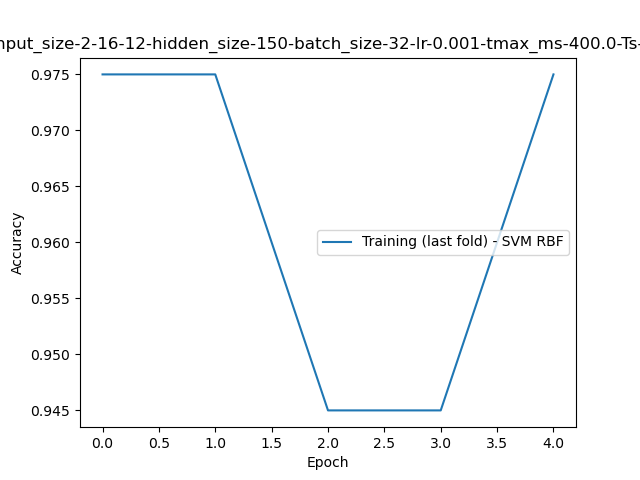 nput_size-2-16-12-hidden_size-150-batch_size-32-lr-0.001-tmax_ms-400.0-Ts-
0.975
0.970
0.965
0.960
0.955
0.950
0.945
Accuracy
Training (last fold) - SVM RBF
0.0 0.5 1.0 1.5 2.0 2.5 3.0 3.5 4.0
Epoch